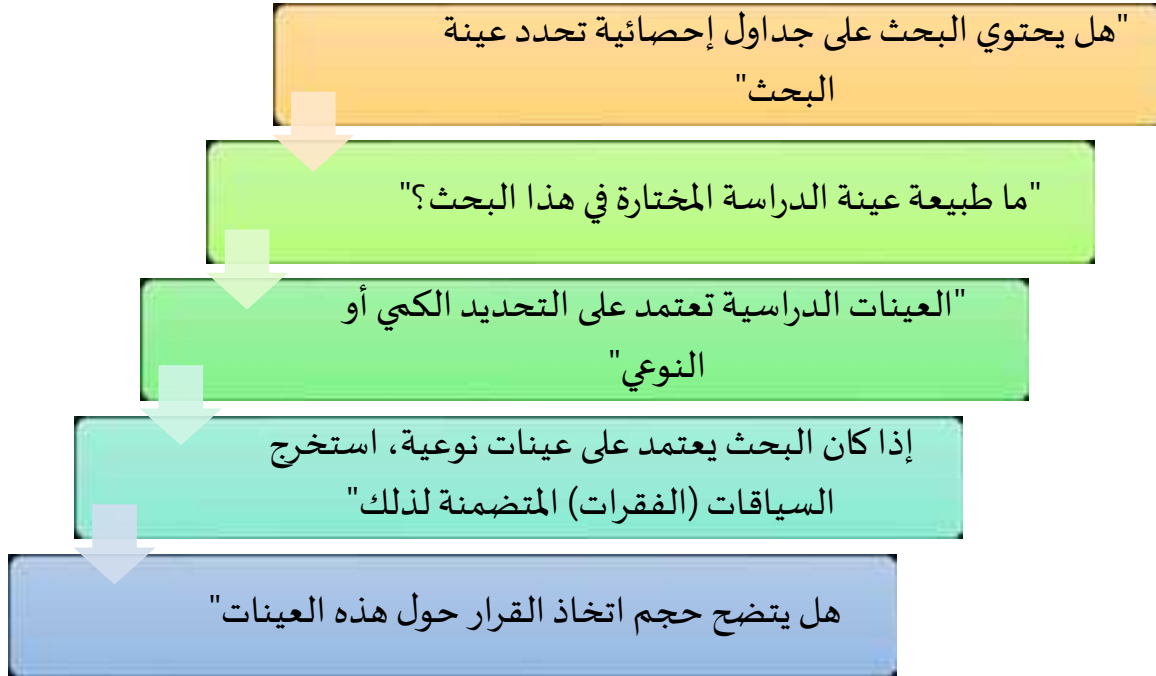 "هل يحتوي البحث على جداول إحصائية تحدد عينة
البحث"
"ما طبيعة عينة الدراسة المختارة في هذا البحث؟"
"العينات الدراسية تعتمد على التحديد الكمي أو
النوعي"
إذا كان البحث يعتمد على عينات نوعية، استخرج
السياقات (الفقرات) المتضمنة لذلك"
هل يتضح حجم اتخاذ القرار حول هذه العينات"